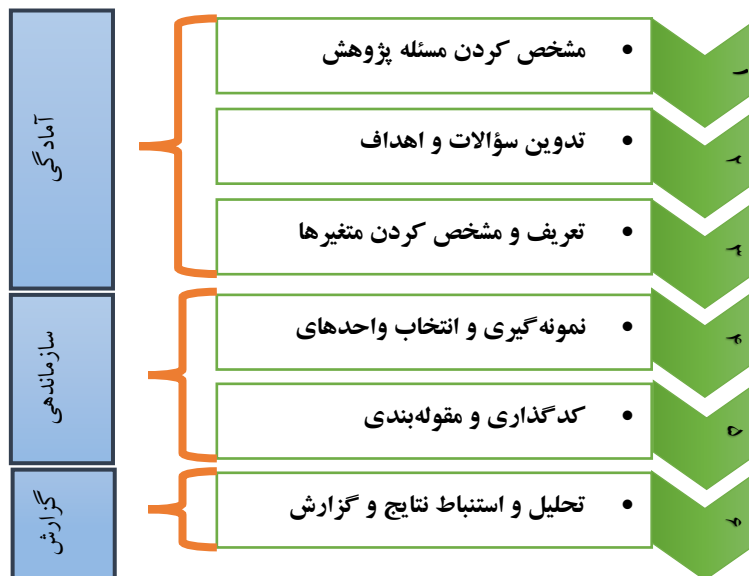 ۱
مشخص کردن مسئله پژوهش
۲
تدوین سؤالات و اهداف
۳
تعریف و مشخص کردن متغیرها
آمادگی
۴
نمونه‌گیری و انتخاب واحدهای
۵
کدگذاری و مقوله‌بندی
سازماندهی
۶
تحلیل و استنباط نتایج و گزارش
گزارش